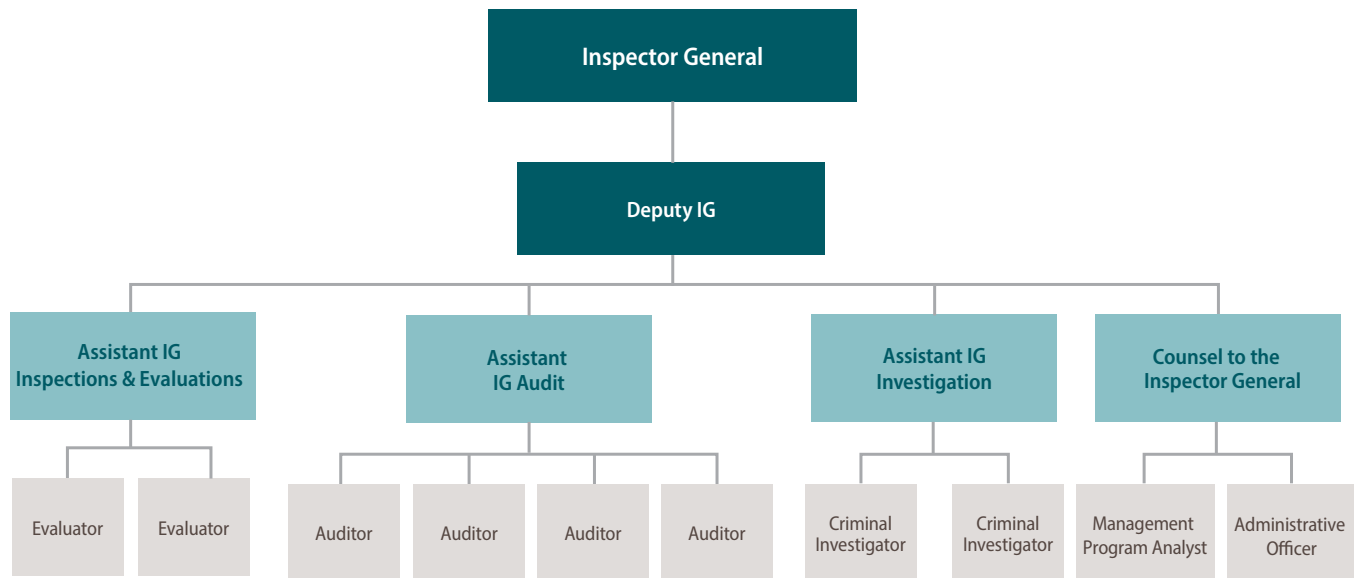 Inspector General
Deputy IG
Assistant IG
Inspections & Evaluations
Assistant
IG Audit
Assistant IG
Investigation
Counsel to the
Inspector General
Evaluator
Evaluator
Auditor
Auditor
Auditor
Auditor
Criminal
Investigator
Criminal
Investigator
Management
Program Analyst
Administrative
Officer